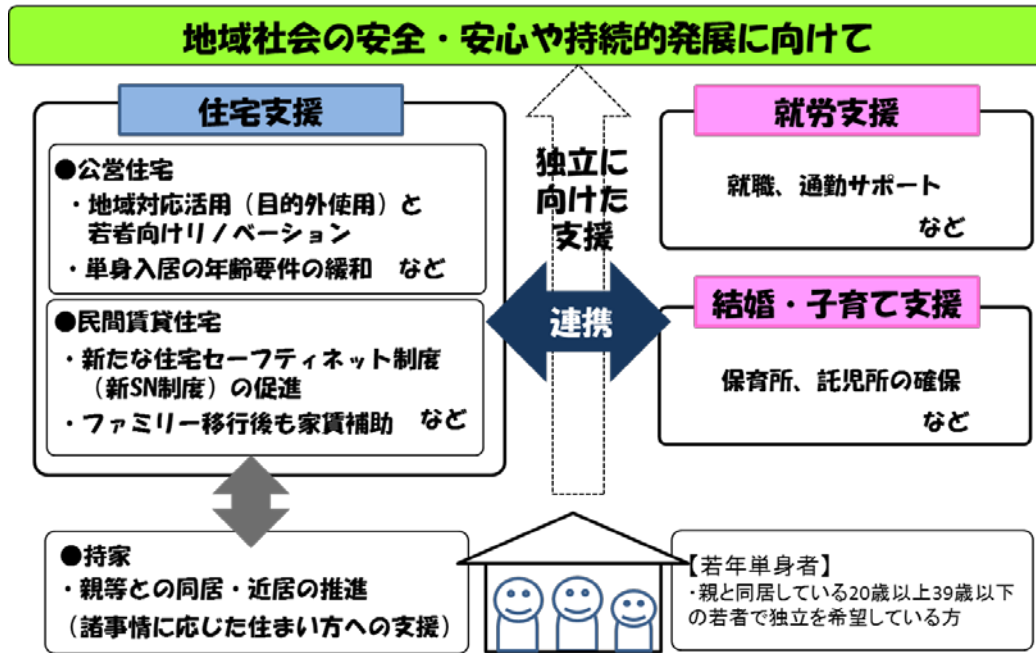 地域社会の安全・安心や持続的発展に向けて
住宅支援
●公営住宅
・地域対応活用（目的外使用）と
若者向けリノベーション
・単身入居の年齢要件の緩和　など
●民間賃貸住宅
・新たな住宅セーフティネット制度
（新SN制度）の促進
・ファミリー移行後も家賃補助　など
独立に
向けた
支援
連携
就労支援
就職、通勤サポート
など
結婚・子育て支援
保育所、託児所の確保
など
●持家
・親等との同居・近居の推進
（諸事情に応じた住まい方への支援）
【若年単身者】
・親と同居している20歳以上39歳以下
の若者で独立を希望している方